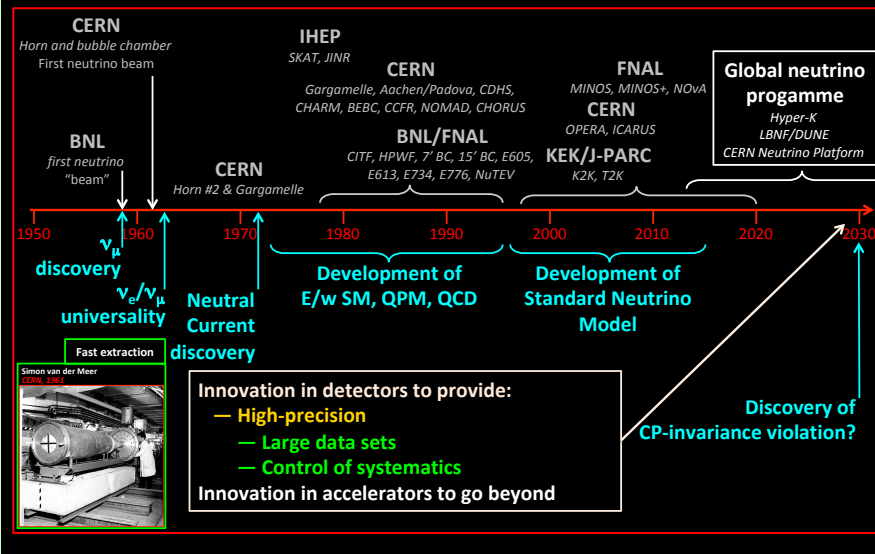 CERN
Horn and bubble chamber
First neutrino beam
BNL
first neutrino
“beam”
CERN
Horn #2 & Gargamelle
IHEP
SKAT, JINR
CERN
Gargamelle, Aachen/Padova, CDHS,
CHARM, BEBC, CCFR, NOMAD, CHORUS
BNL/FNAL
CITF, HPWF, 7’ BC, 15’ BC, E605,
E613, E734, E776, NuTEV
FNAL
MINOS, MINOS+, NOvA
CERN
OPERA, ICARUS
KEK/J-PARC
K2K, T2K
Global neutrino
progamme
Hyper-K
LBNF/DUNE
CERN Neutrino Platform
1950 1960 1970 1980 1990 2000 2010 2020 2030
νμ
discovery
νe/νμ
universality
Neutral
Current
discovery
Development of
E/w SM, QPM, QCD
Development of
Standard Neutrino
Model
Discovery of
CP-invariance violation?
Fast extraction
Simon van der Meer
CERN, 1961
Innovation in detectors to provide:
— High-precision
— Large data sets
— Control of systematics
Innovation in accelerators to go beyond